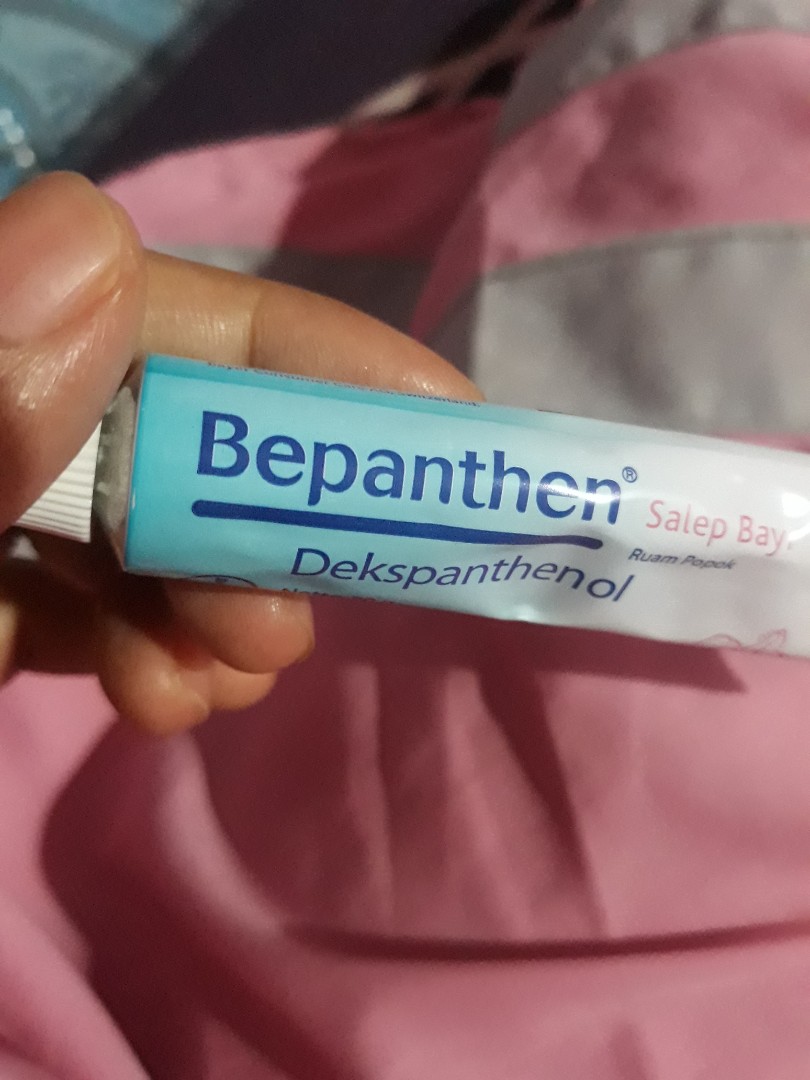 Bepanthen®
Salep Bay
Ruam Popok
Dekspanthenol